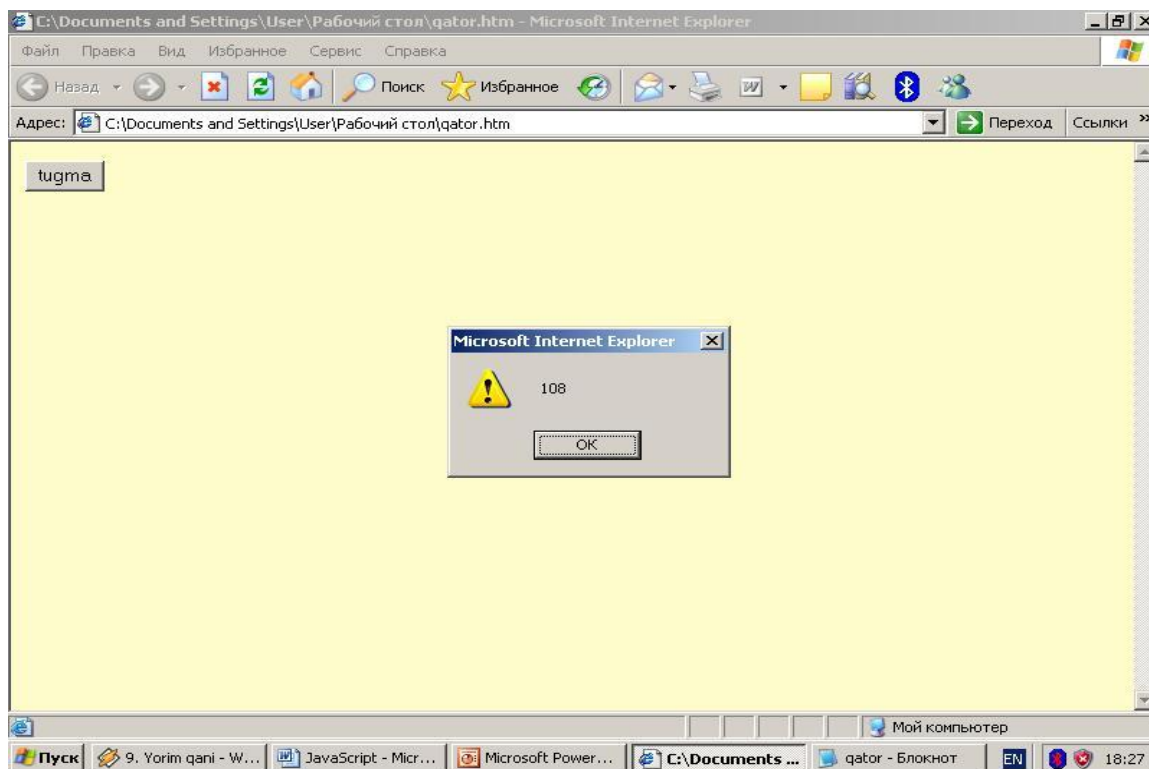 C:\Documents and Settings\User\Рабочий стол\qator.htm - Microsoft Internet Explorer
Файл Правка Вид Избранное Сервис Справка
Назад Поиск Избранное
Адрес: C:\Documents and Settings\User\Рабочий стол\qator.htm Переход Ссылки »
tugma
Microsoft Internet Explorer
108
OK
Мой компьютер
Пуск 9. Yorim qani - W... JavaScript - Micr... Microsoft Power... C:\Documents ... qator - Блокнот EN 18:27